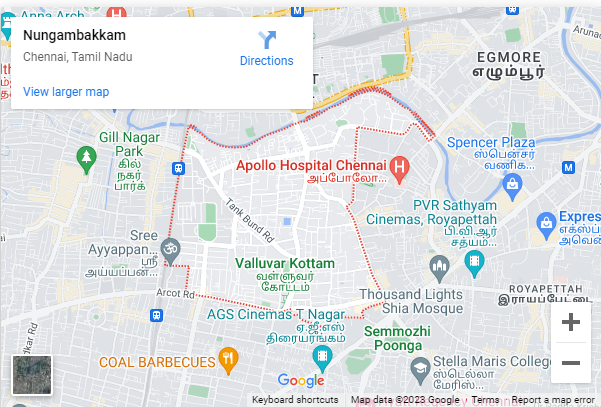 Anna Arch
Nungambakkam
Chennai, Tamil Nadu
Directions
View larger map
EGMORE
எழும்பூர்
Gill Nagar
Park
கில்
நகர்
பார்க்
Spencer Plaza
ஸ்பென்சர்
வணிக...
Apollo Hospital Chennai
அப்போலோ...
PVR Sathyam
Cinemas, Royapettah
பி.வி.ஆர்
சத்யம்...
Express
எக்ஸ்பி
அவென்
Tank Bund Rd
Sree
Ayyappan...
ஸ்ரீ
அய்யப்பன்...
Valluvar Kottam
வள்ளுவர்
கோட்டம்
Arcot Rd
Thousand Lights
Shia Mosque
ROYAPETTAH
இராயப்பேட்டை
AGS Cinemas T Nagar
ஏ.ஜி.எஸ்
திரையரங்கம்
Semmozhi
Poonga
COAL BARBECUES
Stella Maris College
ஸ்டெல்லா
மேரிஸ்...
Google
Keyboard shortcuts
Map data ©2023 Google
Terms
Report a map error